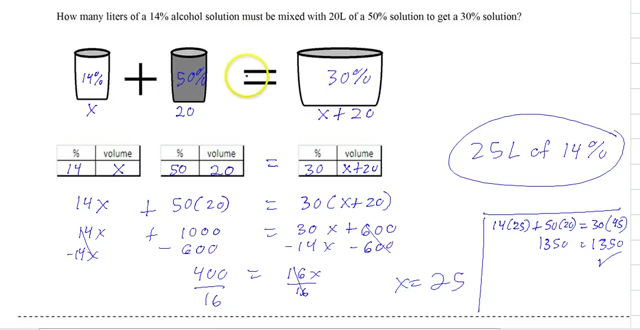 How many liters of a 14% alcohol solution must be mixed with 20L of a 50% solution to get a 30% solution?
14% + 50% = 30%
x 20 x + 20
% volume % volume % volume
14 x 50 20 = 30 x+20
25L of 14%
14x + 50(20) = 30(x+20)
14x + 1000 = 30x + 600
-14x - 600 -14x - 600
400 = 16x
16 16
x = 25
14(25) + 50(20) = 30(45)
1350 = 1350
✓